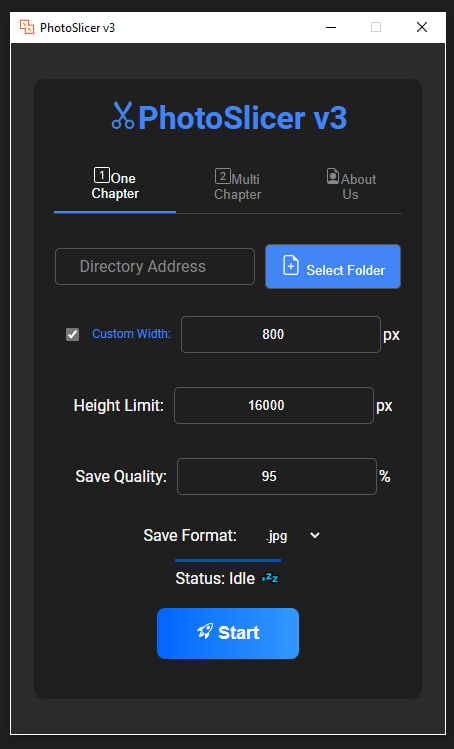 PhotoSlicer v3
PhotoSlicer v3
1 One
Chapter
2 Multi
Chapter
About
Us
Directory Address
Select Folder
Custom Width: 800 px
Height Limit: 16000 px
Save Quality: 95 %
Save Format: .jpg
Status: Idle 💤
Start